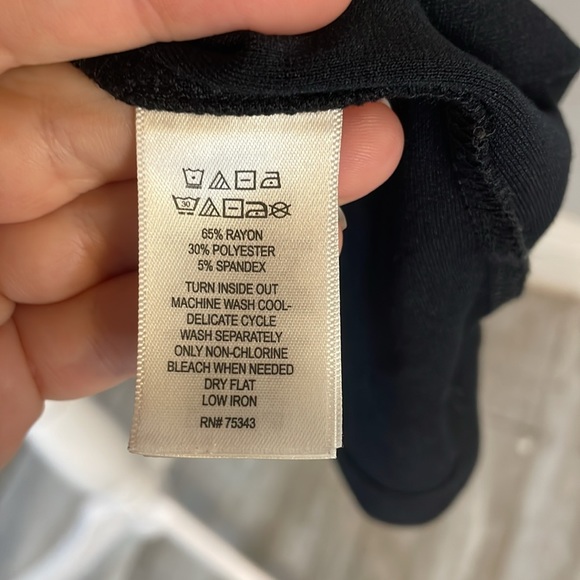 30
65% RAYON
30% POLYESTER
5% SPANDEX
TURN INSIDE OUT
MACHINE WASH COOL-
DELICATE CYCLE
WASH SEPARATELY
ONLY NON-CHLORINE
BLEACH WHEN NEEDED
DRY FLAT
LOW IRON
RN# 75343